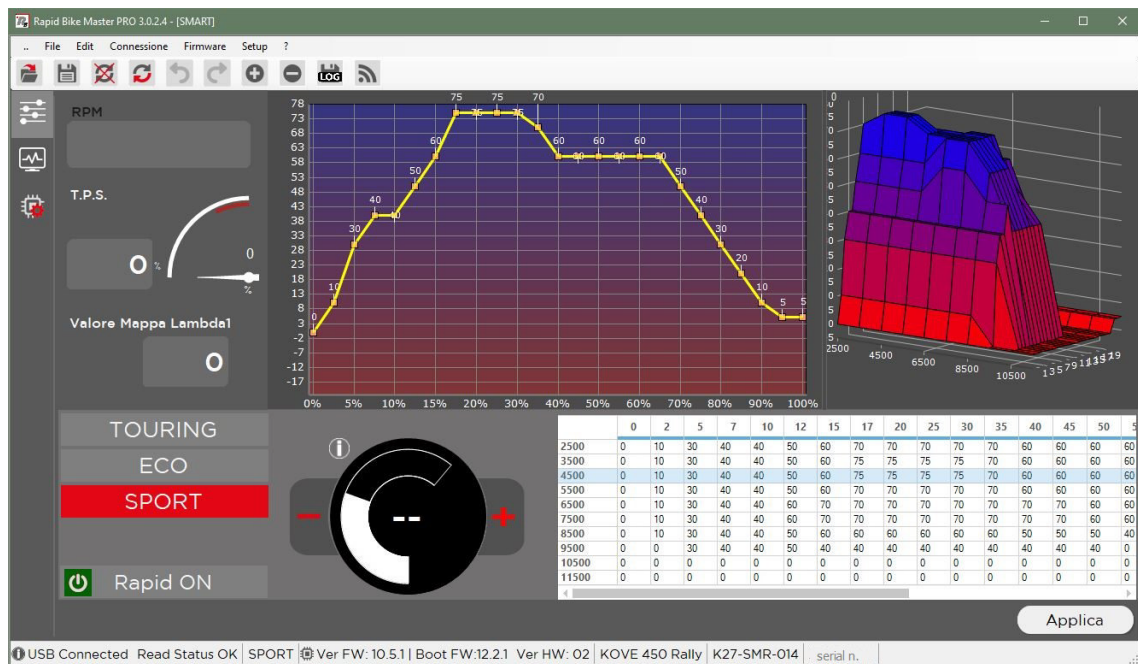 Rapid Bike Master PRO 3.0.2.4 - [SMART]
.. File Edit Connessione Firmware Setup ?
LOG
RPM
T.P.S.
0 %
0
%
Valore Mappa Lambda1
0
78
73
68
63
58
53
48
43
38
33
28
23
18
13
8
3
-2
-7
-12
-17
0 10 30 40 40 50 60 75 75 70 60 60 60 60 50 40 30 20 10 5 5
0% 5% 10% 15% 20% 30% 40% 50% 60% 70% 80% 90% 100%
2500 4500 6500 8500 10500
TOURING
ECO
SPORT
Rapid ON
i
- -- +
0 2 5 7 10 12 15 17 20 25 30 35 40 45 50
2500 0 10 30 40 40 50 60 70 70 70 70 70 60 60 60 60
3500 0 10 30 40 40 50 60 75 75 75 75 70 60 60 60 60
4500 0 10 30 40 40 50 60 75 75 75 75 70 60 60 60 60
5500 0 10 30 40 40 50 60 70 70 70 70 70 60 60 60 60
6500 0 10 30 40 40 60 70 70 70 70 70 70 70 60 60 60
7500 0 10 30 40 40 60 70 70 70 70 70 70 70 70 60 60
8500 0 10 30 40 40 50 60 60 60 60 60 60 50 50 50 40
9500 0 0 30 40 40 50 40 40 40 40 40 40 40 40 40 0
10500 0 0 0 0 0 0 0 0 0 0 0 0 0 0 0 0
11500 0 0 0 0 0 0 0 0 0 0 0 0 0 0 0 0
Applica
USB Connected Read Status OK SPORT Ver FW: 10.5.1 | Boot FW:12.2.1 Ver HW: 02 KOVE 450 Rally K27-SMR-014 serial n.